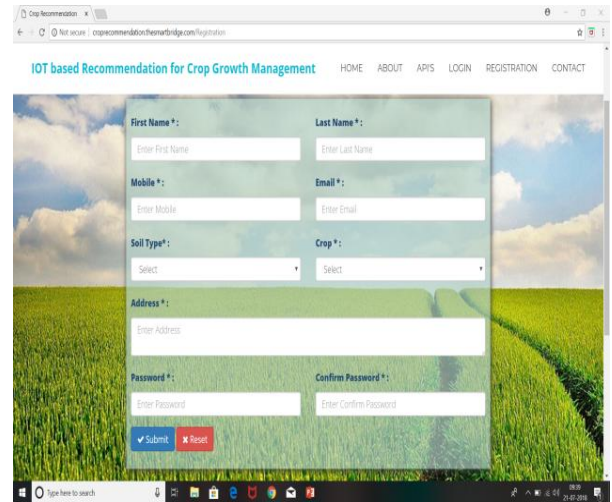 Crop Recommendation
Not secure | croprecommendation.thesmartbridge.com/Registration
IOT based Recommendation for Crop Growth Management HOME ABOUT API'S LOGIN REGISTRATION CONTACT
First Name * : Last Name * :
Enter First Name Enter Last Name
Mobile * : Email * :
Enter Mobile Enter Email
Soil Type* : Crop * :
Select Select
Address * :
Enter Address
Password * : Confirm Password * :
Enter Password Enter Confirm Password
Submit Reset
Type here to search 09:39
21-07-2018